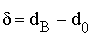 δ = d_B − d_0